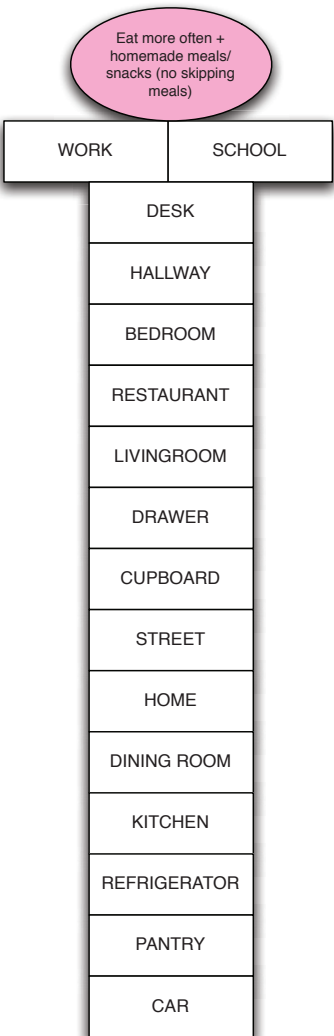 Eat more often +
homemade meals/
snacks (no skipping
meals)
WORK SCHOOL
DESK
HALLWAY
BEDROOM
RESTAURANT
LIVINGROOM
DRAWER
CUPBOARD
STREET
HOME
DINING ROOM
KITCHEN
REFRIGERATOR
PANTRY
CAR